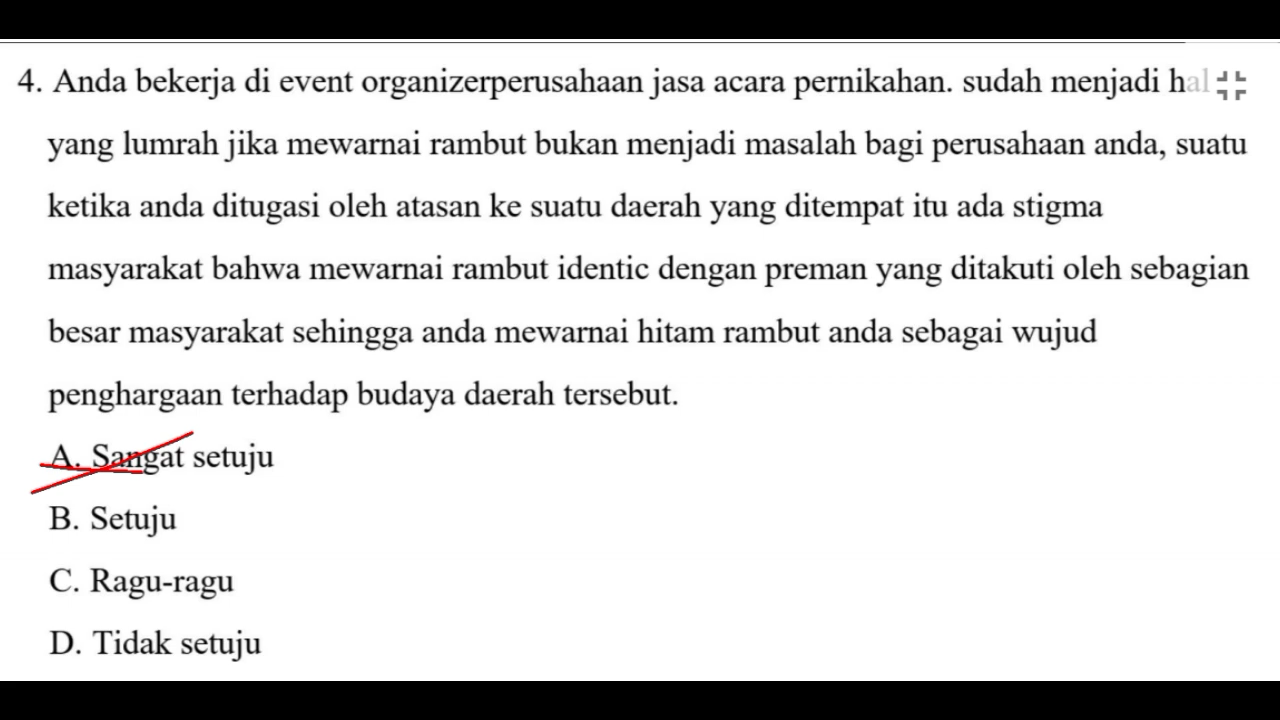 4. Anda bekerja di event organizerperusahaan jasa acara pernikahan. sudah menjadi hal
yang lumrah jika mewarnai rambut bukan menjadi masalah bagi perusahaan anda, suatu
ketika anda ditugasi oleh atasan ke suatu daerah yang ditempat itu ada stigma
masyarakat bahwa mewarnai rambut identic dengan preman yang ditakuti oleh sebagian
besar masyarakat sehingga anda mewarnai hitam rambut anda sebagai wujud
penghargaan terhadap budaya daerah tersebut.
A. Sangat setuju
B. Setuju
C. Ragu-ragu
D. Tidak setuju